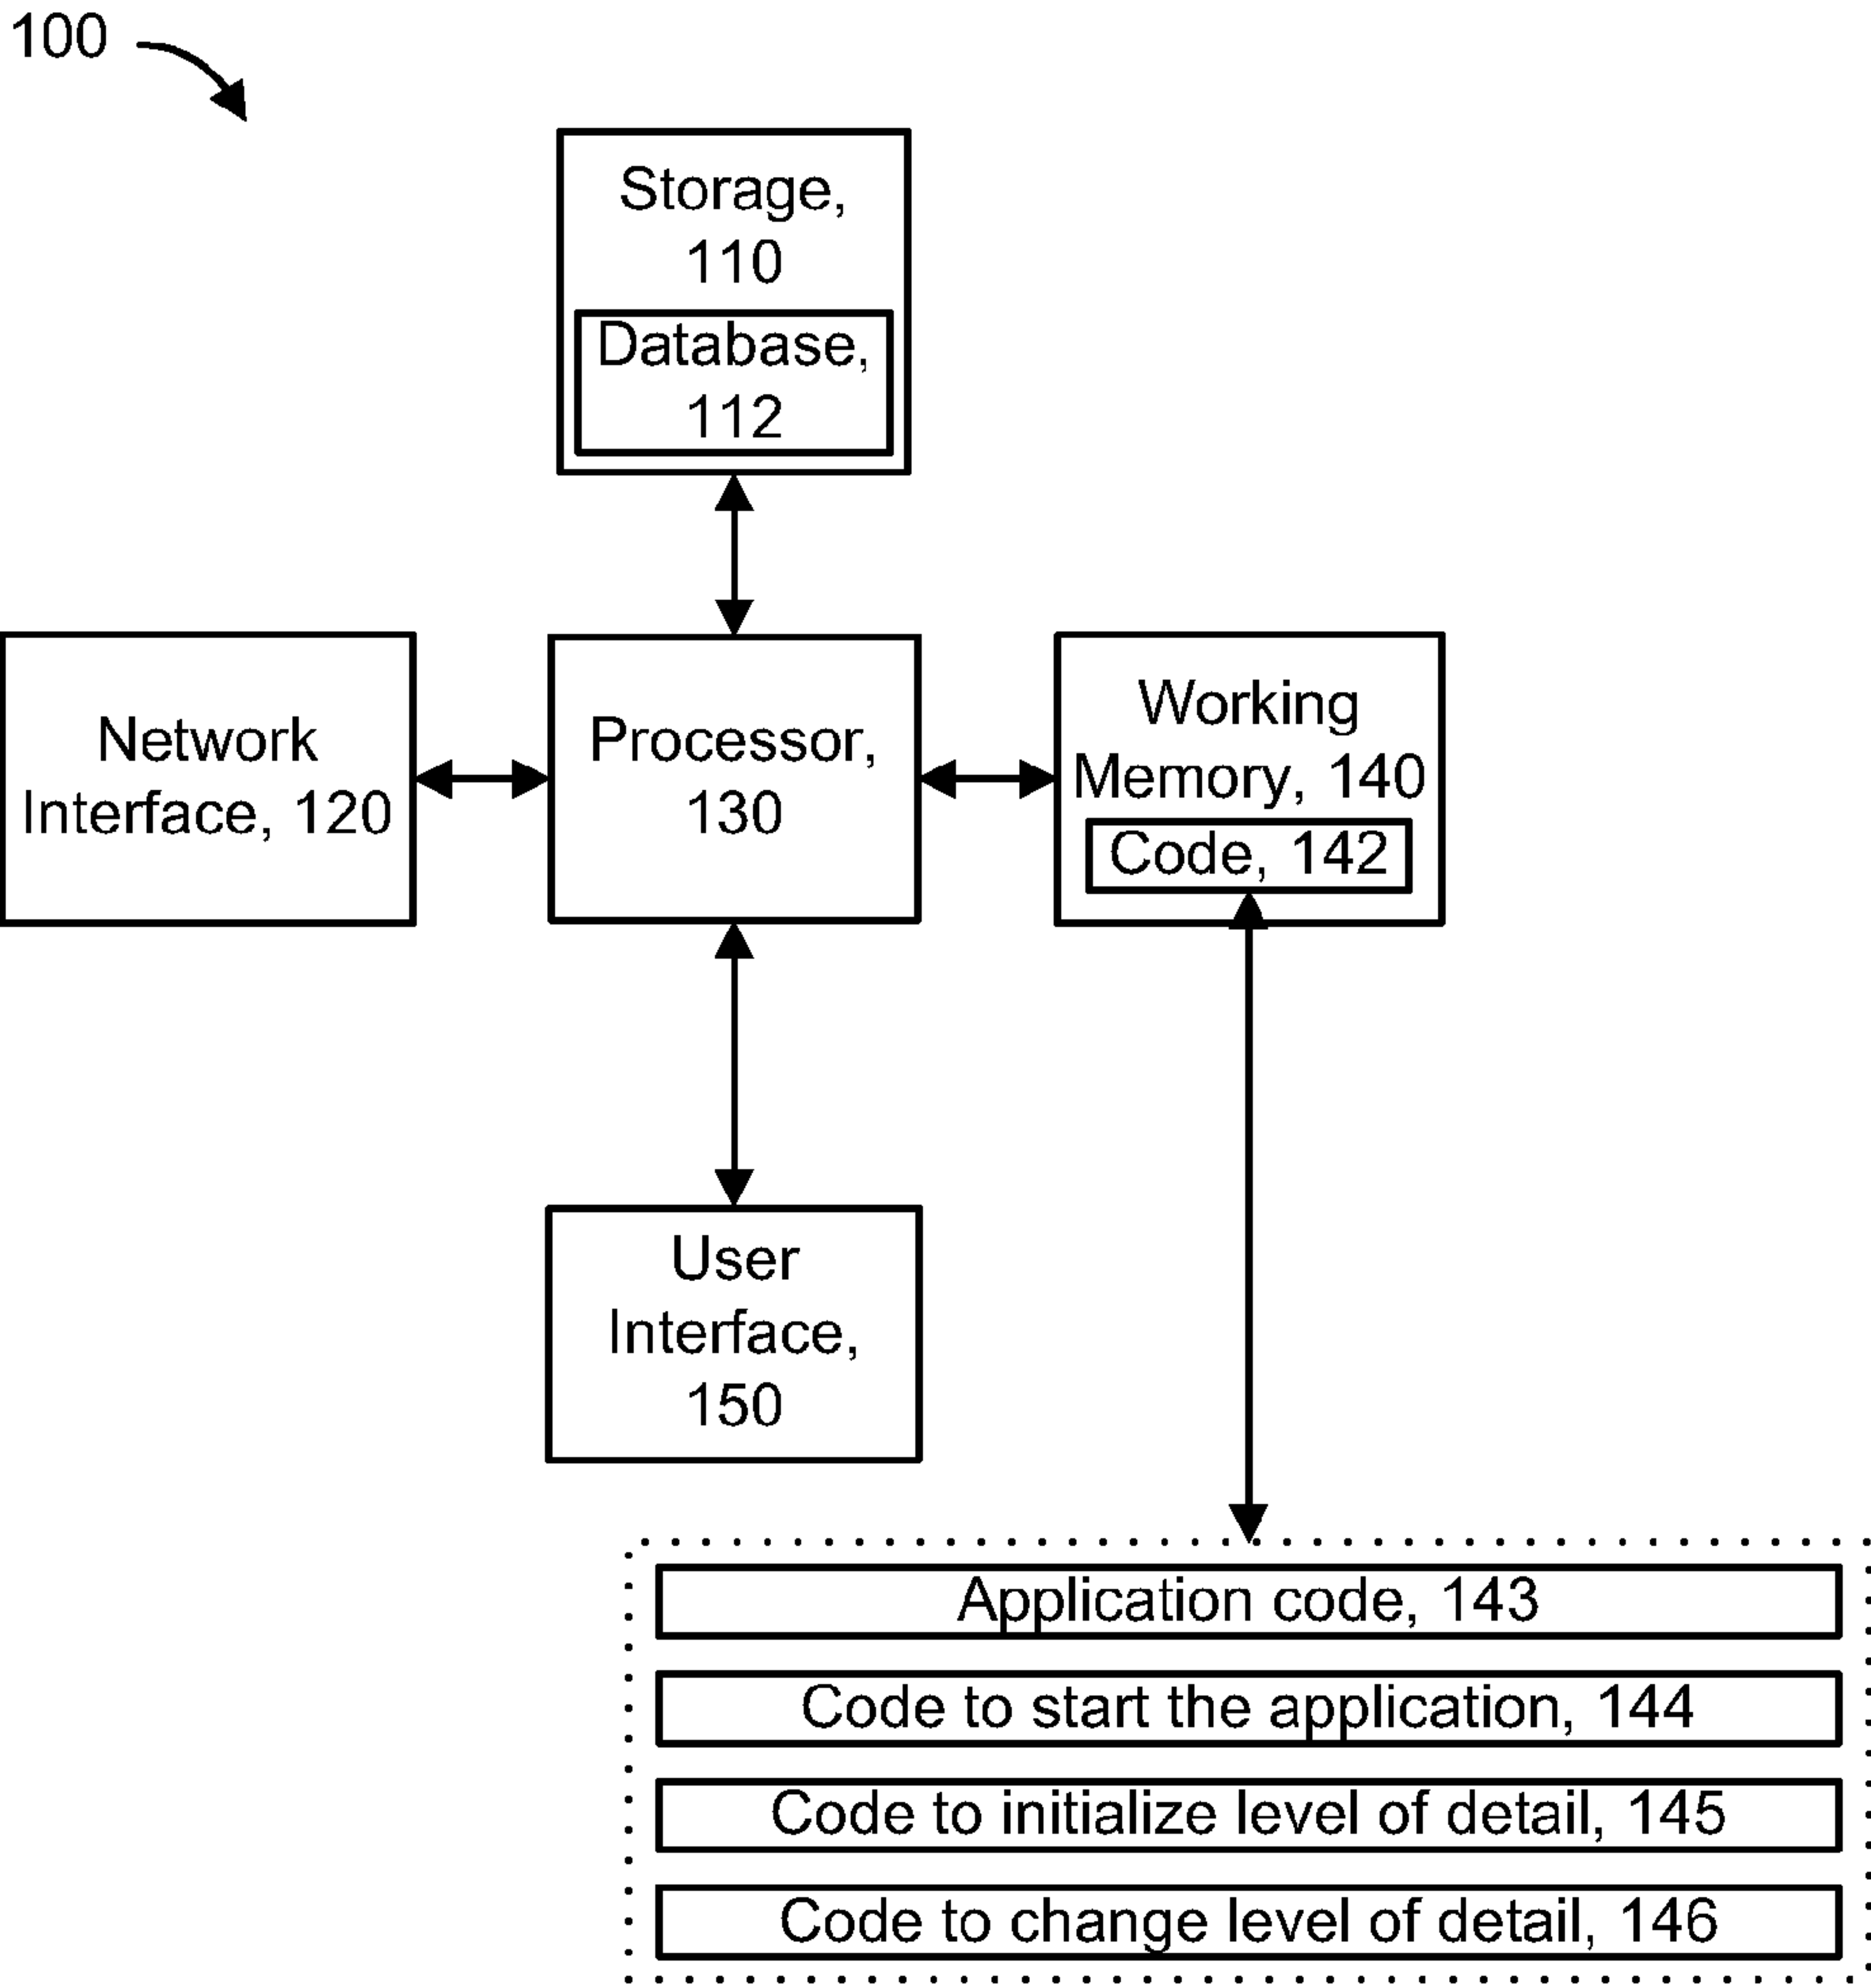 100
Storage,
110
Database,
112
Network
Interface, 120
Processor,
130
Working
Memory, 140
Code, 142
User
Interface,
150
Application code, 143
Code to start the application, 144
Code to initialize level of detail, 145
Code to change level of detail, 146